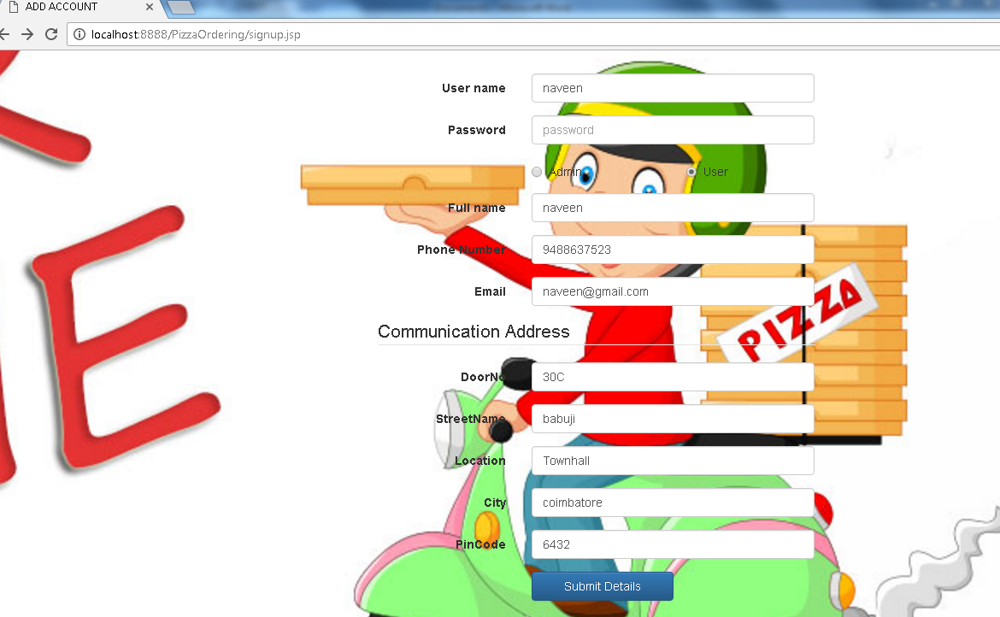 ADD ACCOUNT
localhost:8888/PizzaOrdering/signup.jsp
User name naveen
Password password
Admin User
Full name naveen
Phone Number 9488637523
Email naveen@gmail.com
Communication Address
PIZZA
DoorNo 30C
StreetName babuji
Location Townhall
City coimbatore
PinCode 6432
Submit Details